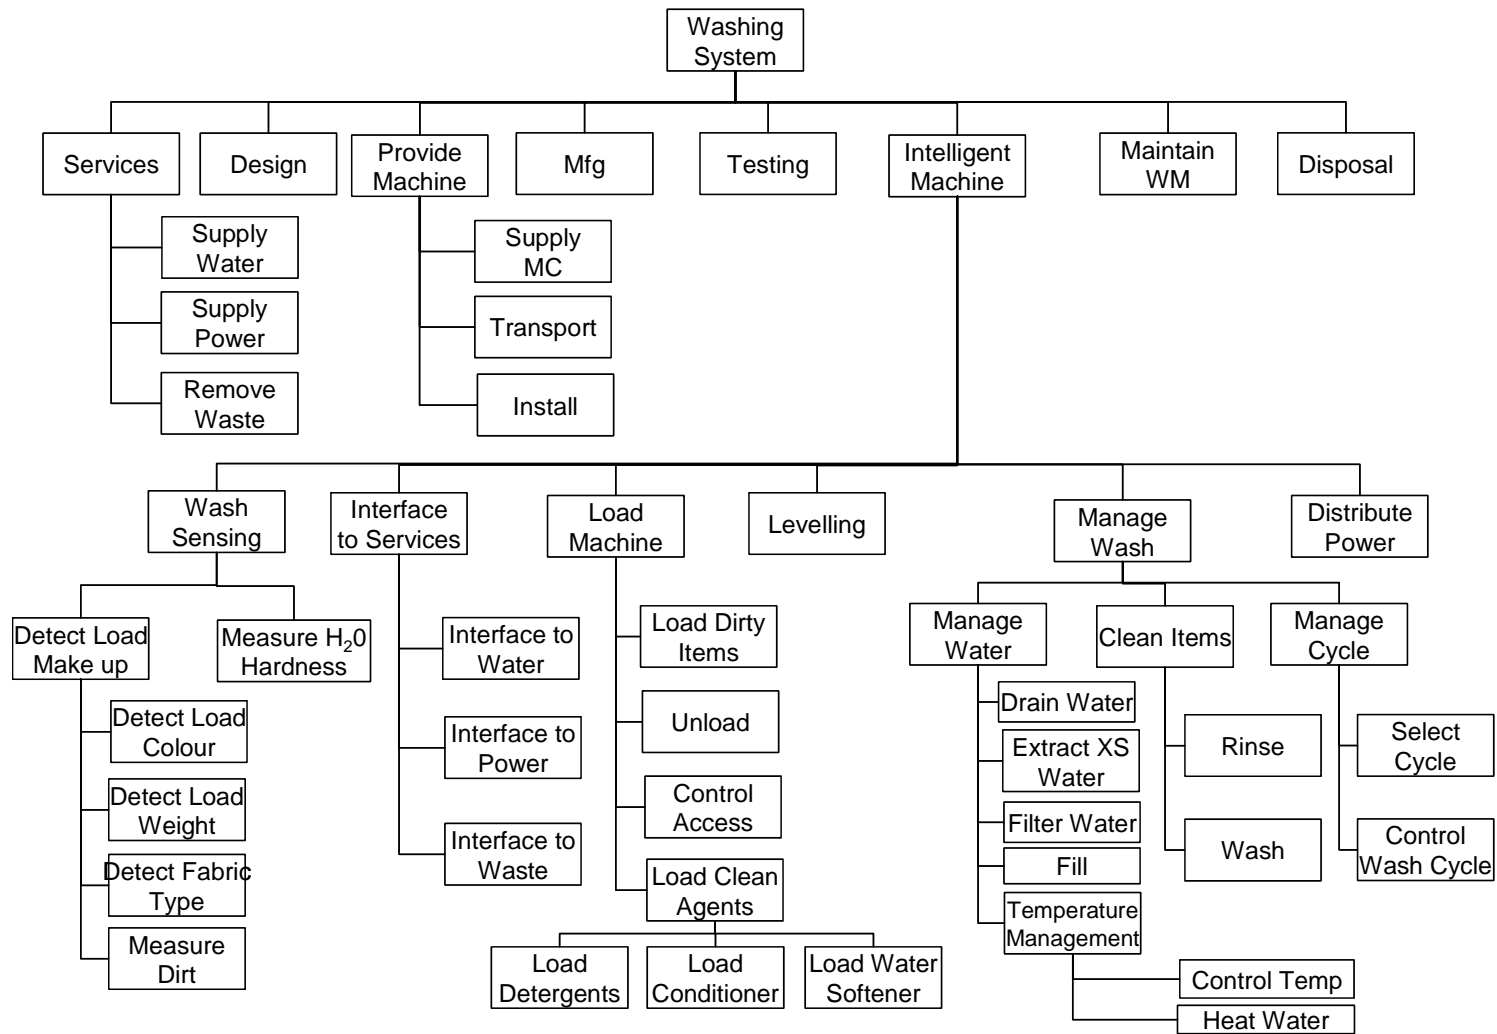 Washing
System
Services
Design
Provide
Machine
Mfg
Testing
Intelligent
Machine
Maintain
WM
Disposal
Supply
Water
Supply
Power
Remove
Waste
Supply
MC
Transport
Install
Wash
Sensing
Interface
to Services
Load
Machine
Levelling
Manage
Wash
Distribute
Power
Detect Load
Make up
Measure H₂0
Hardness
Detect Load
Colour
Detect Load
Weight
Detect Fabric
Type
Measure
Dirt
Interface to
Water
Interface to
Power
Interface to
Waste
Load Dirty
Items
Unload
Control
Access
Load Clean
Agents
Load
Detergents
Load
Conditioner
Load Water
Softener
Manage
Water
Clean Items
Manage
Cycle
Drain Water
Extract XS
Water
Filter Water
Fill
Temperature
Management
Control Temp
Heat Water
Rinse
Wash
Select
Cycle
Control
Wash Cycle